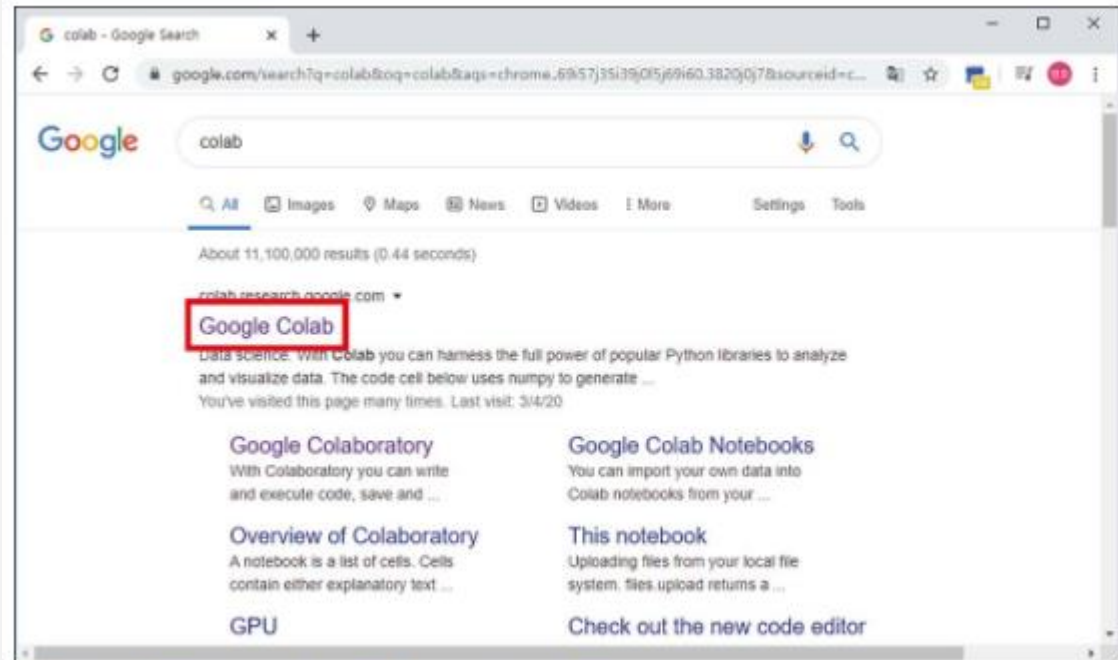 colab - Google Search
google.com/search?q=colab&oq=colab&aqs=chrome..69i57j35i39j0l5j69i60.3820j0j7&sourceid=c...
Google
colab
All Images Maps News Videos More Settings Tools
About 11,100,000 results (0.44 seconds)
colab.research.google.com
Google Colab
Data science. With Colab you can harness the full power of popular Python libraries to analyze
and visualize data. The code cell below uses numpy to generate ...
You've visited this page many times. Last visit: 3/4/20
Google Colaboratory
With Colaboratory you can write
and execute code, save and ...
Google Colab Notebooks
You can import your own data into
Colab notebooks from your ...
Overview of Colaboratory
A notebook is a list of cells. Cells
contain either explanatory text ...
This notebook
Uploading files from your local file
system. files.upload returns a ...
GPU
Check out the new code editor